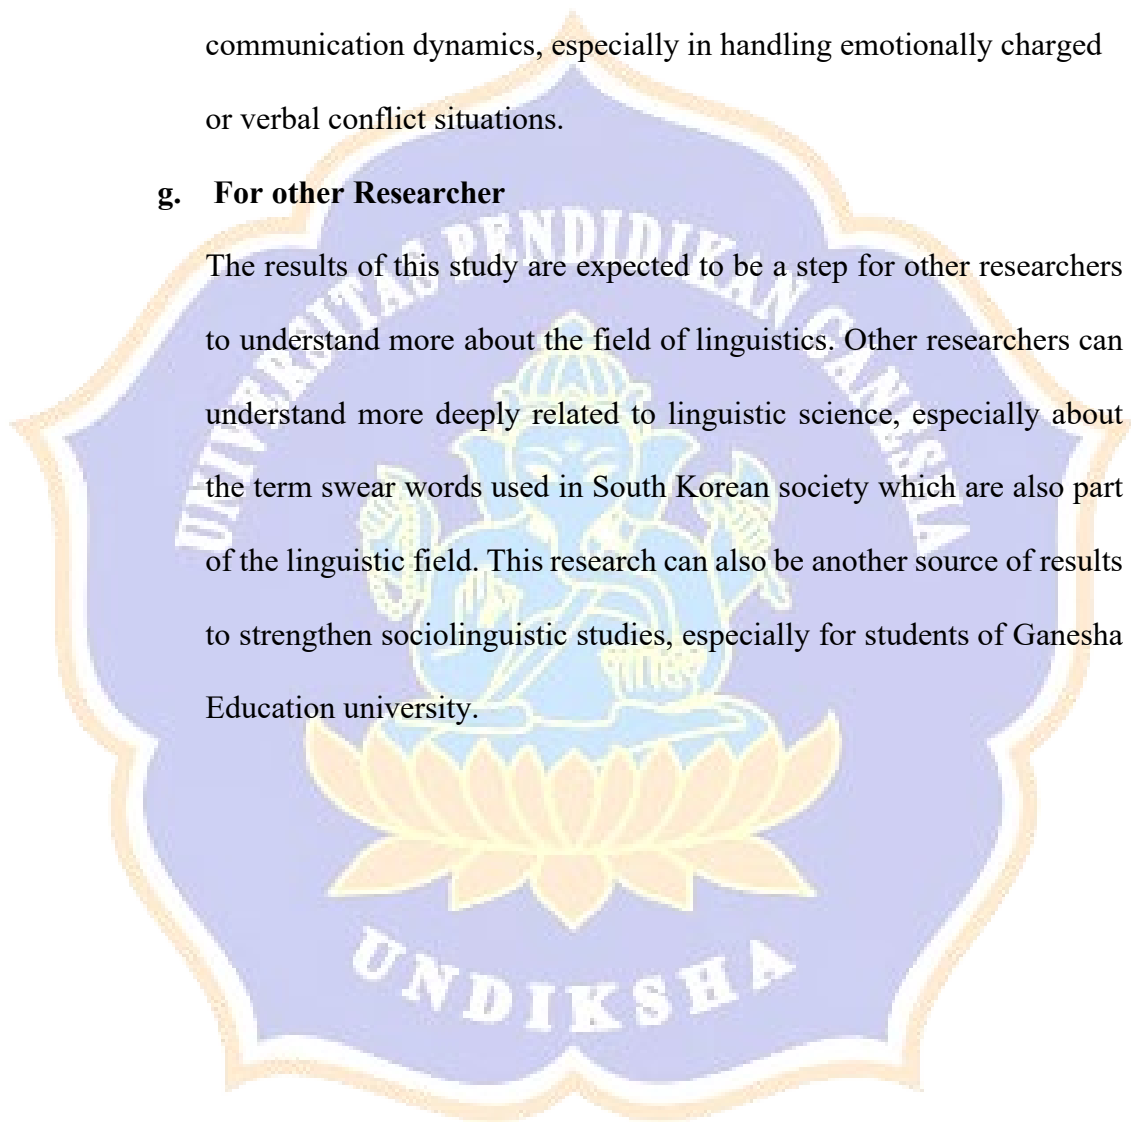 communication dynamics, especially in handling emotionally charged
or verbal conflict situations.
g. For other Researcher
UNIVERSITAS PENDIDIKAN GANESHA
The results of this study are expected to be a step for other researchers
to understand more about the field of linguistics. Other researchers can
understand more deeply related to linguistic science, especially about
the term swear words used in South Korean society which are also part
of the linguistic field. This research can also be another source of results
to strengthen sociolinguistic studies, especially for students of Ganesha
Education university.
UNDIKSHA